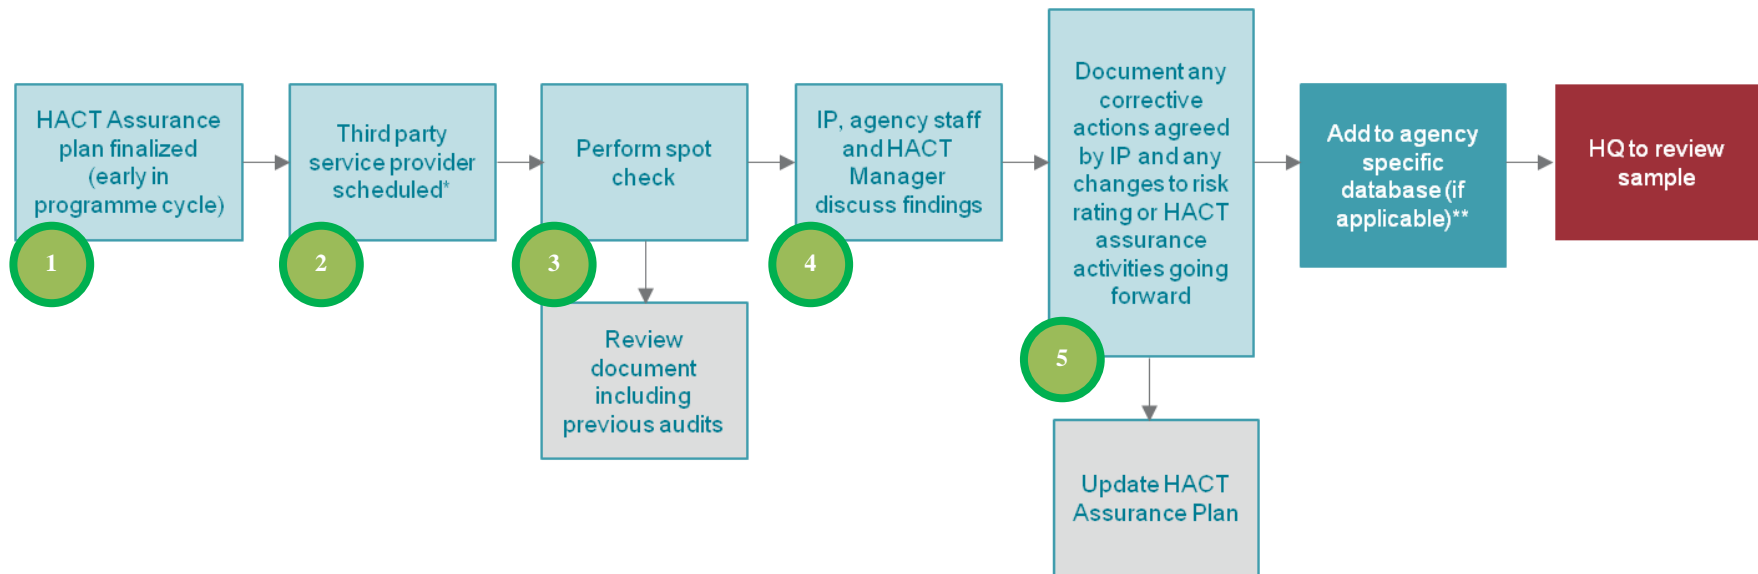 HACT Assurance
plan finalized
(early in
programme cycle)
1
Third party
service provider
scheduled*
2
Perform spot
check
3
Review
document
including
previous audits
IP, agency staff
and HACT
Manager
discuss findings
4
Document any
corrective
actions agreed
by IP and any
changes to risk
rating or HACT
assurance
activities going
forward
5
Update HACT
Assurance Plan
Add to agency
specific
database (if
applicable)**
HQ to review
sample